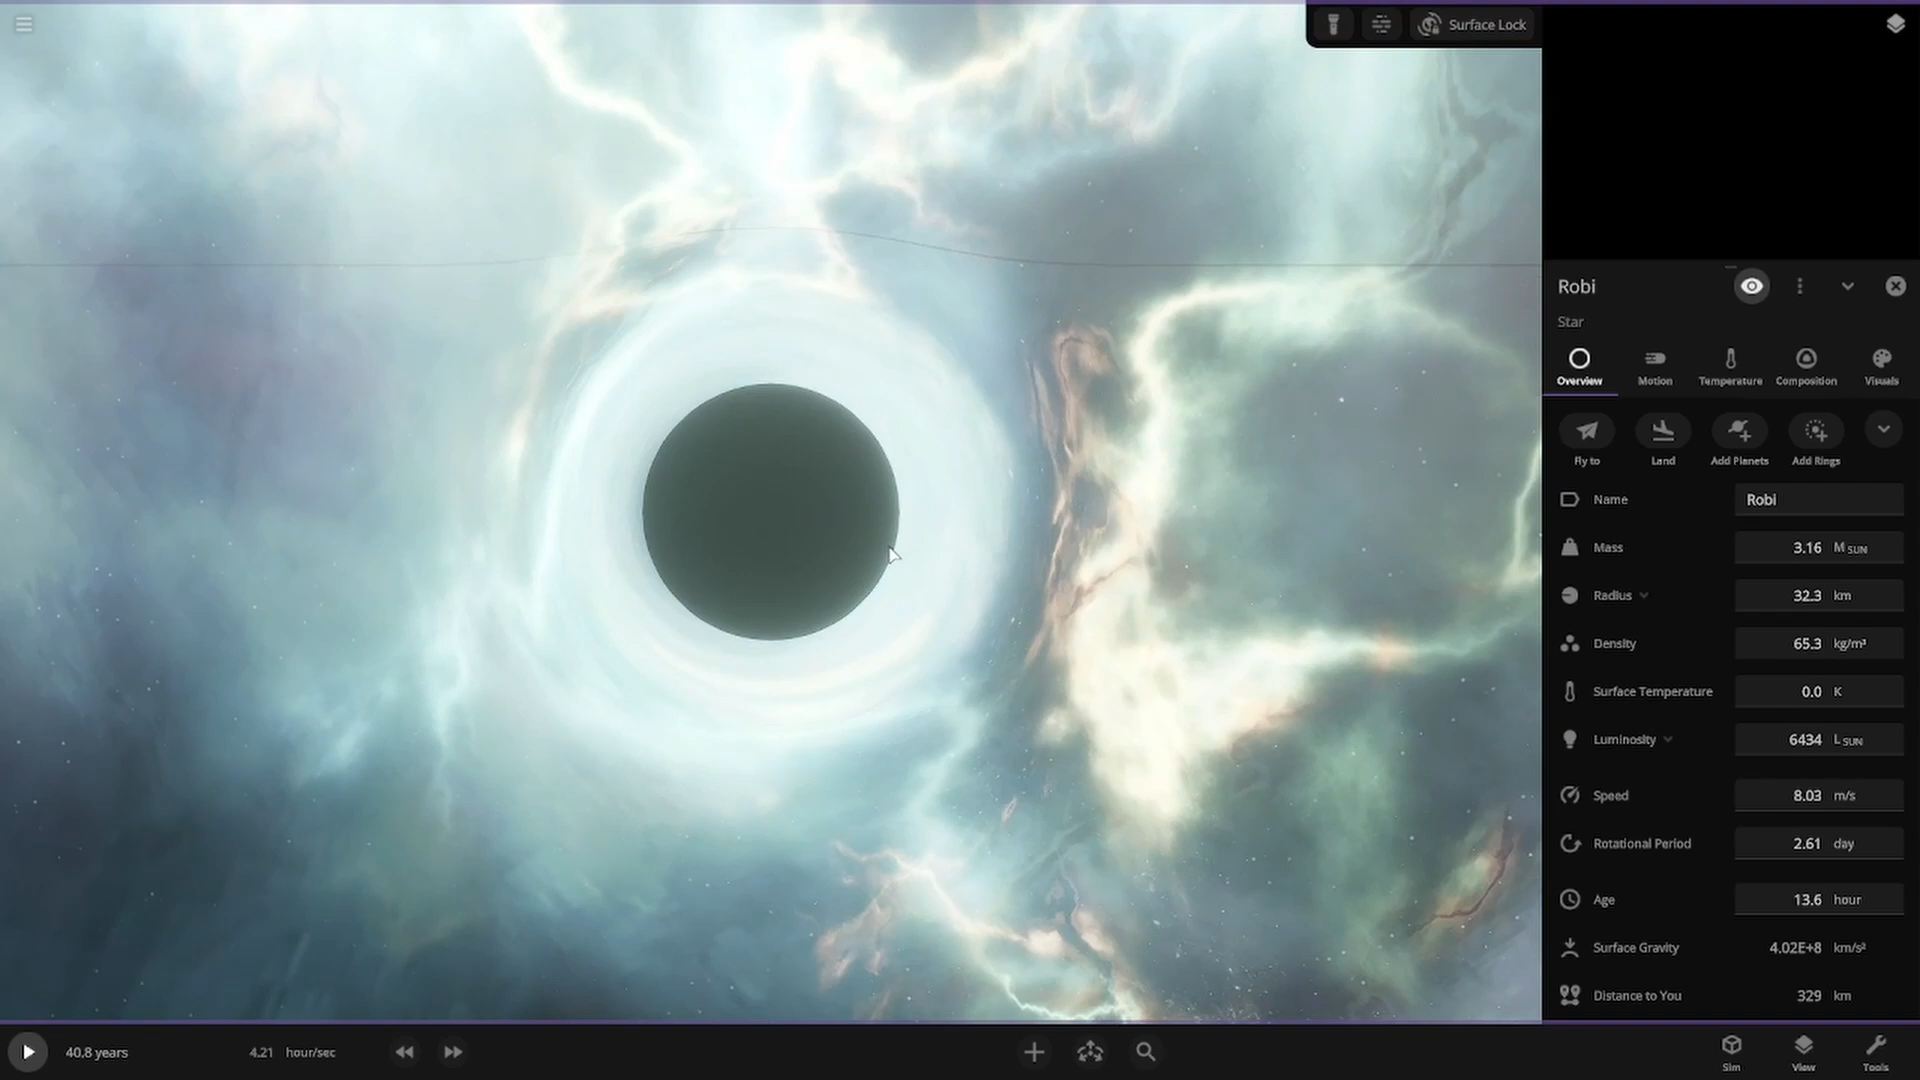 Surface Lock
Robi
Star
Overview
Motion
Temperature
Composition
Visuals
Fly to
Land
Add Planets
Add Rings
Name Robi
Mass 3.16 M SUN
Radius 32.3 km
Density 65.3 kg/m³
Surface Temperature 0.0 K
Luminosity 6434 L SUN
Speed 8.03 m/s
Rotational Period 2.61 day
Age 13.6 hour
Surface Gravity 4.02E+8 km/s²
Distance to You 329 km
40.8 years 4.21 hour/sec
Sim
View
Tools